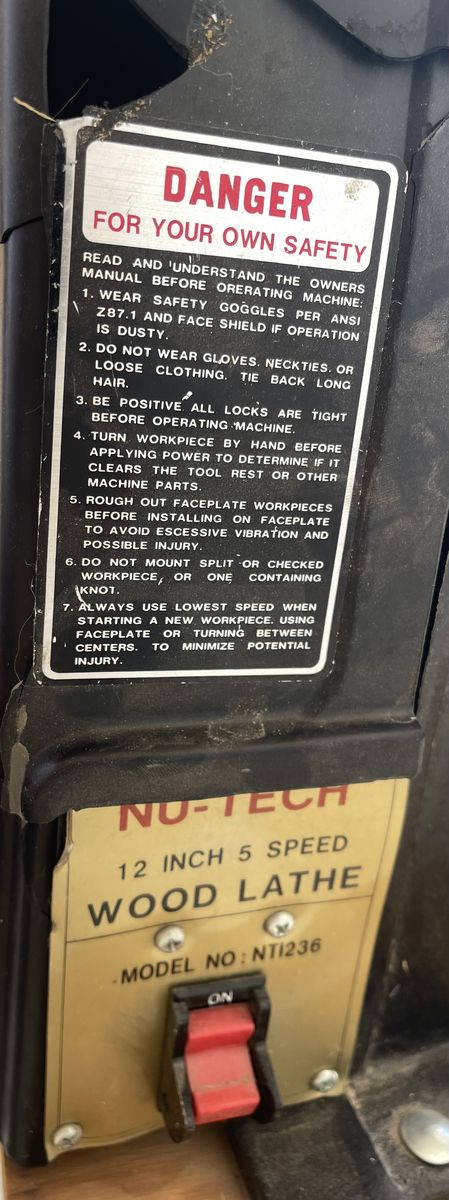 DANGER
FOR YOUR OWN SAFETY
READ AND UNDERSTAND THE OWNERS
MANUAL BEFORE ORERATING MACHINE:
1. WEAR SAFETY GOGGLES PER ANSI
Z87.1 AND FACE SHIELD IF OPERATION
IS DUSTY.
2. DO NOT WEAR GLOVES. NECKTIES. OR
LOOSE CLOTHING. TIE BACK LONG
HAIR.
3. BE POSITIVE ALL LOCKS ARE TIGHT
BEFORE OPERATING MACHINE.
4. TURN WORKPIECE BY HAND BEFORE
APPLYING POWER TO DETERMINE IF IT
CLEARS THE TOOL REST OR OTHER
MACHINE PARTS.
5. ROUGH OUT FACEPLATE WORKPIECES
BEFORE INSTALLING ON FACEPLATE
TO AVOID ESCESSIVE VIBRATION AND
POSSIBLE INJURY.
6. DO NOT MOUNT SPLIT OR CHECKED
WORKPIECE, OR ONE CONTAINING
KNOT.
7. ALWAYS USE LOWEST SPEED WHEN
STARTING A NEW WORKPIECE. USING
FACEPLATE OR TURNING BETWEEN
CENTERS. TO MINIMIZE POTENTIAL
INJURY.
NU-TECH
12 INCH 5 SPEED
WOOD LATHE
MODEL NO: NT1236
ON